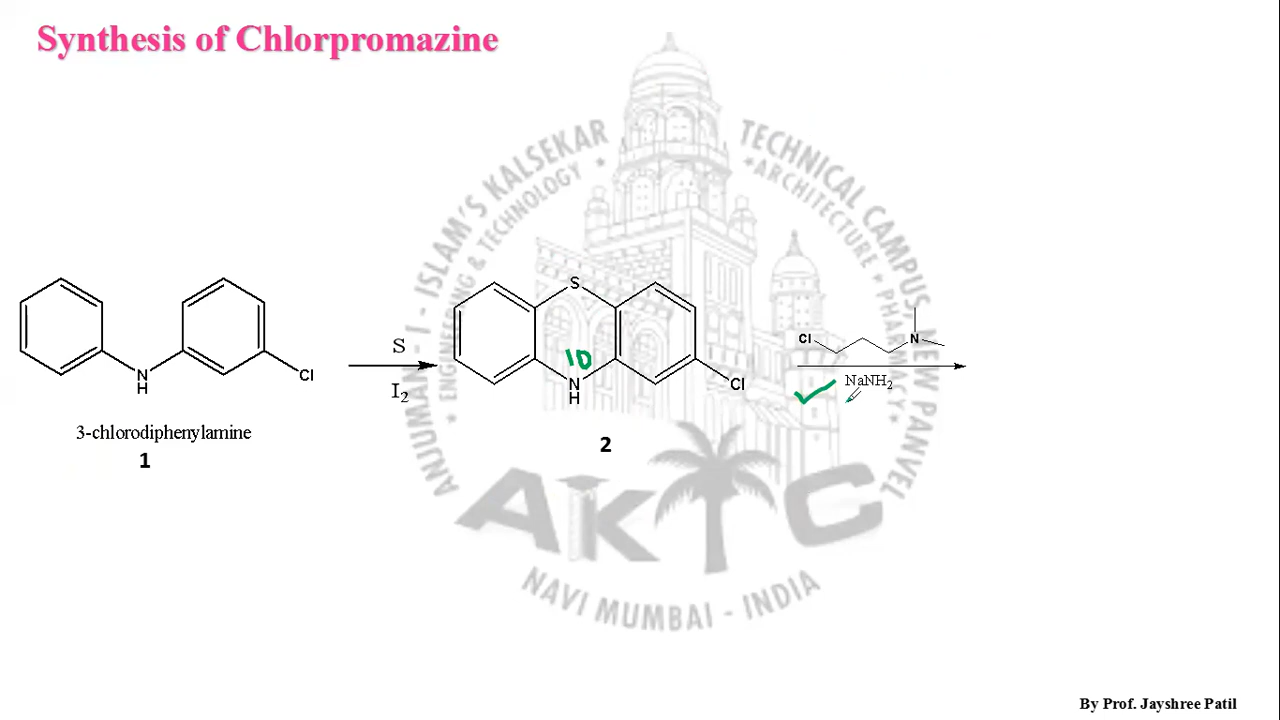 Synthesis of Chlorpromazine
ANJUMAN-I-ISLAM'S KALSEKAR TECHNICAL CAMPUS, NEW PANVEL
ENGINEERING & TECHNOLOGY
ARCHITECTURE PHARMACY
S
10
N
H
Cl
N
H
Cl
S
I2
Cl
N
NaNH2
3-chlorodiphenylamine
1
2
AKTC
NAVI MUMBAI - INDIA
By Prof. Jayshree Patil